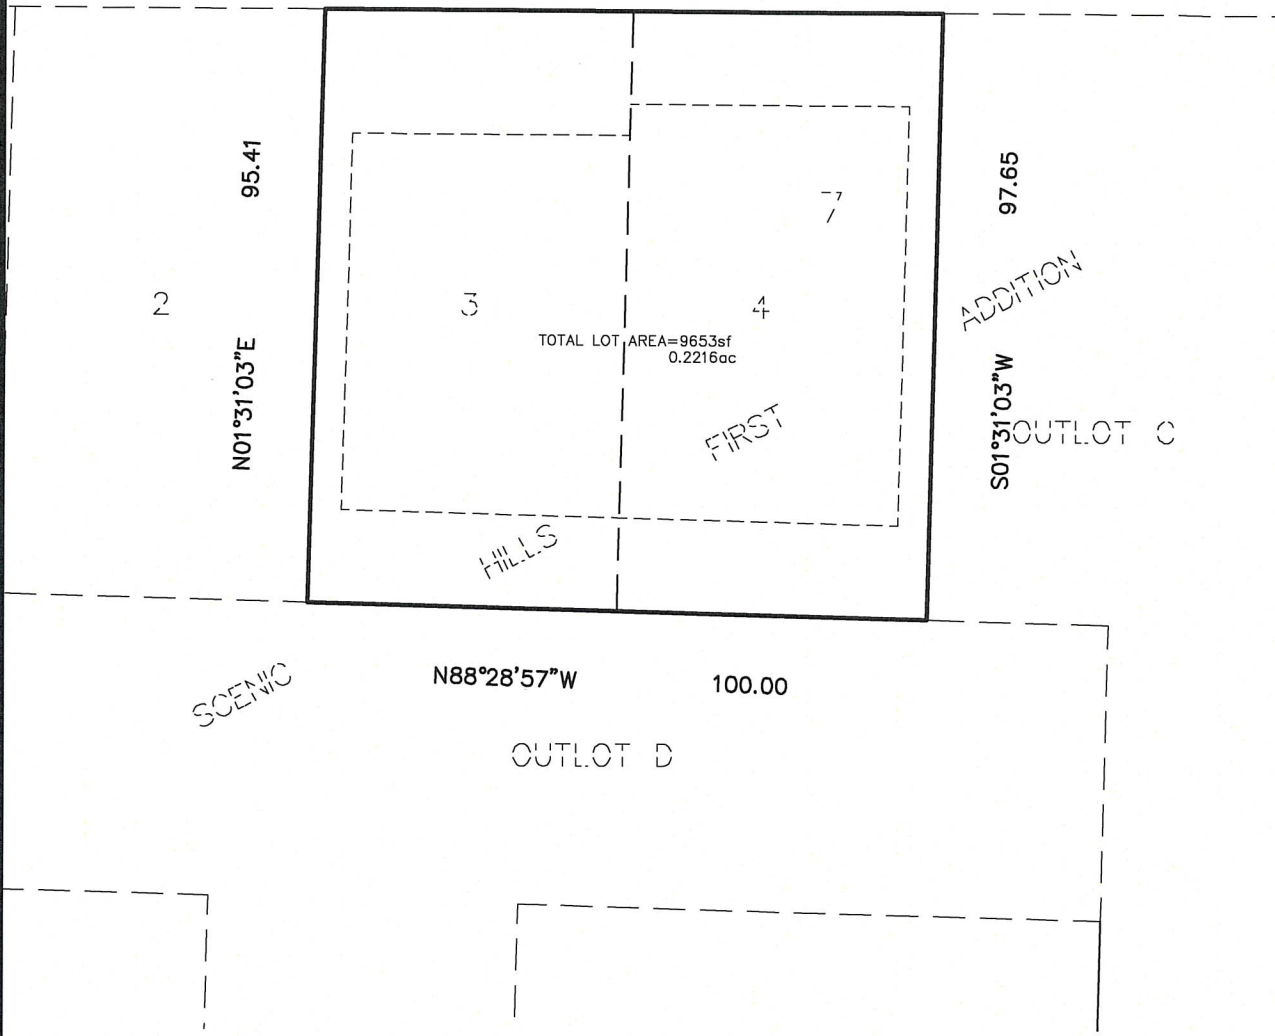 95.41
97.65
7
ADDITION
2
3
4
TOTAL LOT AREA=9653sf
0.2216ac
N01°31'03"E
S01°31'03"W
FIRST
OUTLOT C
HILLS
SCENIC
N88°28'57"W 100.00
OUTLOT D